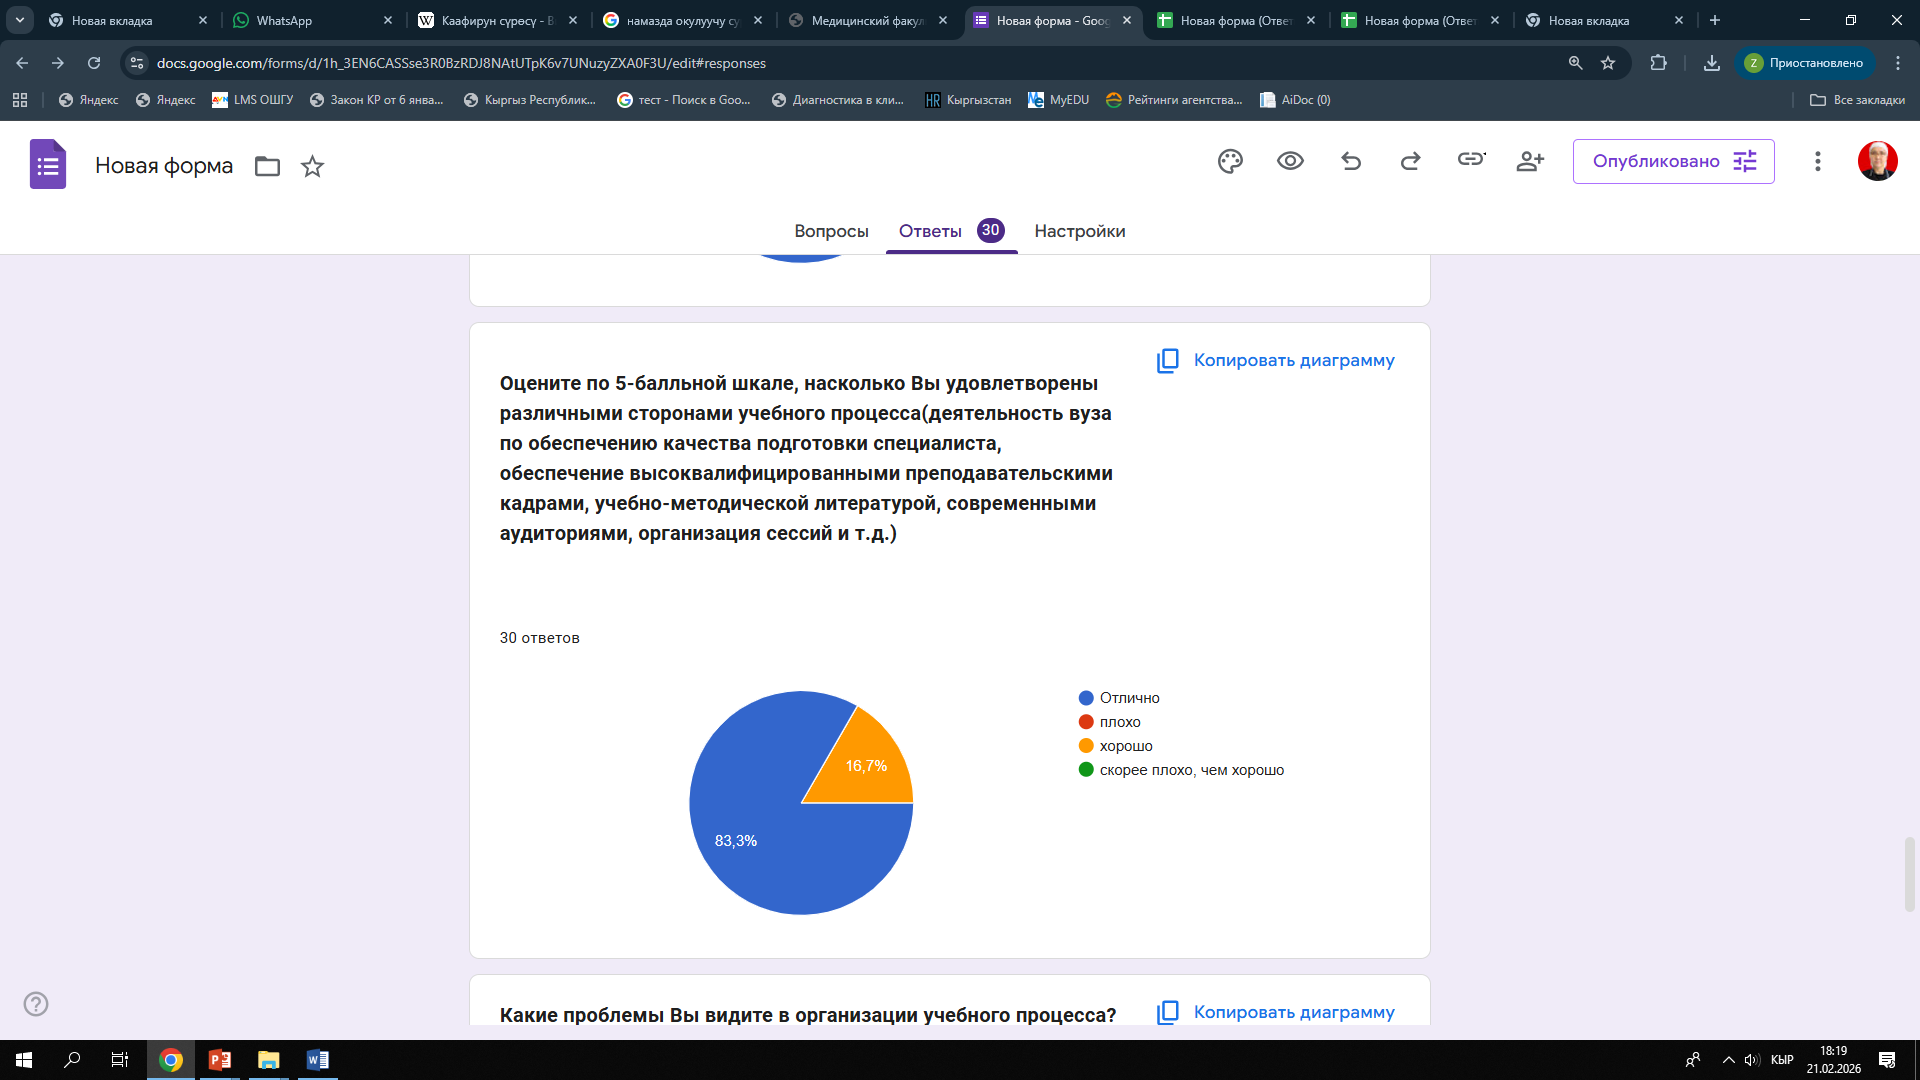 Новая вкладка
WhatsApp
Каафирун сүрөсү - В
намазда окулуучу су
Медицинский факул
Новая форма - Goog
Новая форма (Ответ
Новая форма (Ответ
Новая вкладка
docs.google.com/forms/d/1h_3EN6CASSse3R0BzRDJ8NAtUTpK6v7UNuzyZXA0F3U/edit#responses
Z Приостановлено
Яндекс
Яндекс
LMS ОШГУ
Закон КР от 6 янва...
Кыргыз Республик...
тест - Поиск в Goo...
Диагностика в кли...
Кыргызстан
MyEDU
Рейтинги агентства...
AiDoc (0)
Все закладки
Новая форма
Опубликовано
Вопросы
Ответы 30
Настройки
Копировать диаграмму
Оцените по 5-балльной шкале, насколько Вы удовлетворены
различными сторонами учебного процесса(деятельность вуза
по обеспечению качества подготовки специалиста,
обеспечение высоквалифицированными преподавательскими
кадрами, учебно-методической литературой, современными
аудиториями, организация сессий и т.д.)
30 ответов
Отлично
плохо
хорошо
скорее плохо, чем хорошо
16,7%
83,3%
Какие проблемы Вы видите в организации учебного процесса?
Копировать диаграмму
КЫР
18:19
21.02.2026